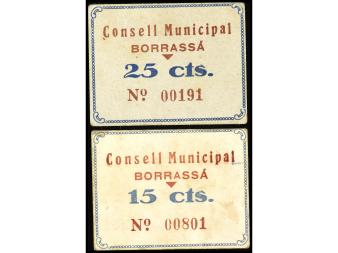 Consell Municipal
BORRASSÁ
25 cts.
Nº 00191
Consell Municipal
BORRASSÁ
15 cts.
Nº 00801